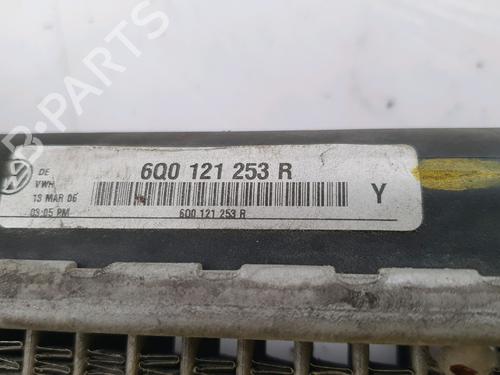 B-PARTS
DE
VWH
13 MAR 06
03:05 PM
6Q0 121 253 R
6Q0 121 253 R
Y